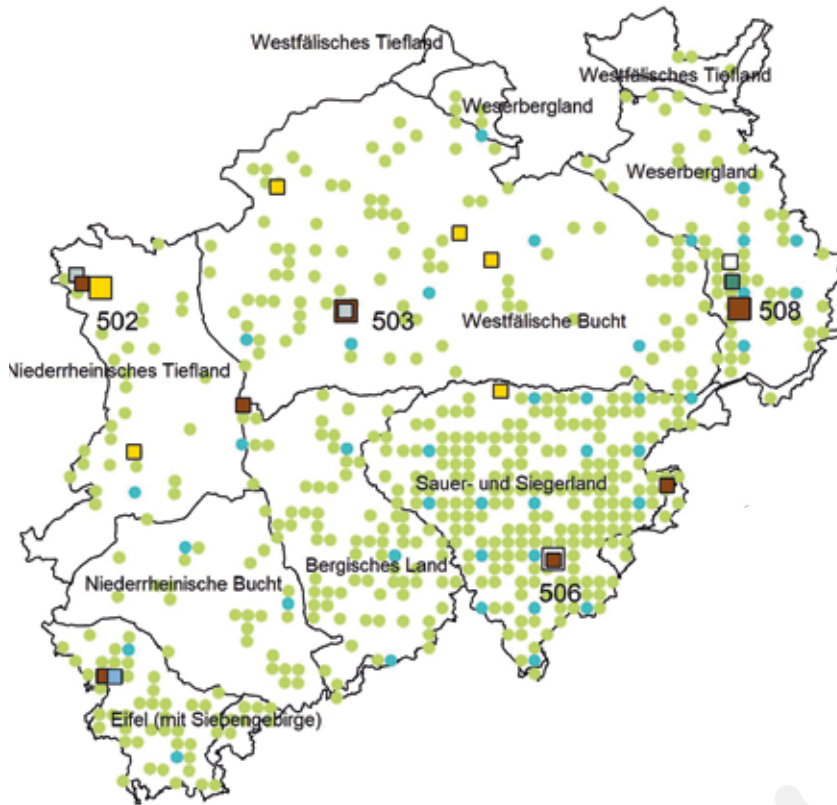 Westfälisches Tiefland
Westfälisches Tiefland
Weserbergland
Weserbergland
502
503
508
Westfälische Bucht
Niederrheinisches Tiefland
Sauer- und Siegerland
Bergisches Land
Niederrheinische Bucht
506
Eifel (mit Siebengebirge)